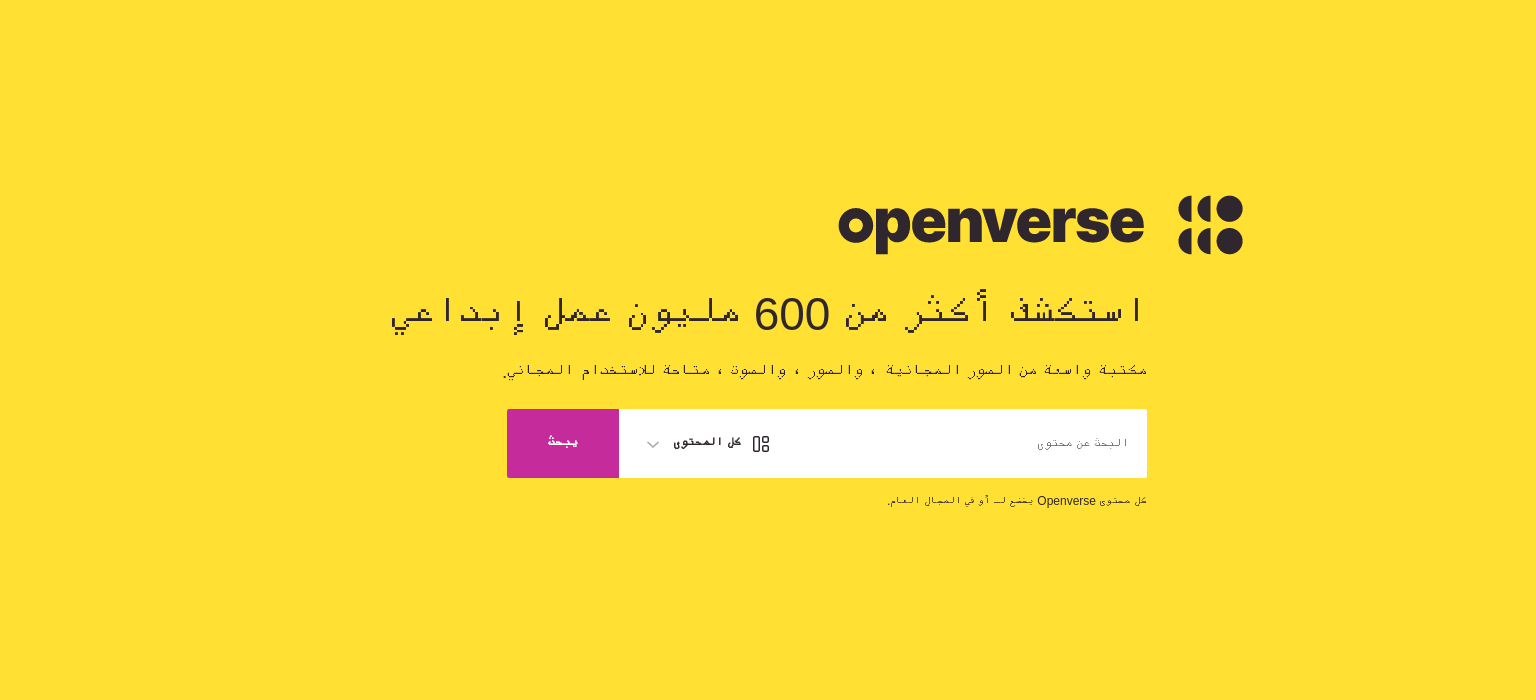 openverse
استكشف أكثر من 600 مليون عمل إبداعي
مكتبة واسعة من الصور المجانية ، والصور ، والصوت ، متاحة للاستخدام المجاني.
البحث عن محتوى
كل المحتوى
يبحث
كل محتوى Openverse يخضع لـ أو في المجال العام.